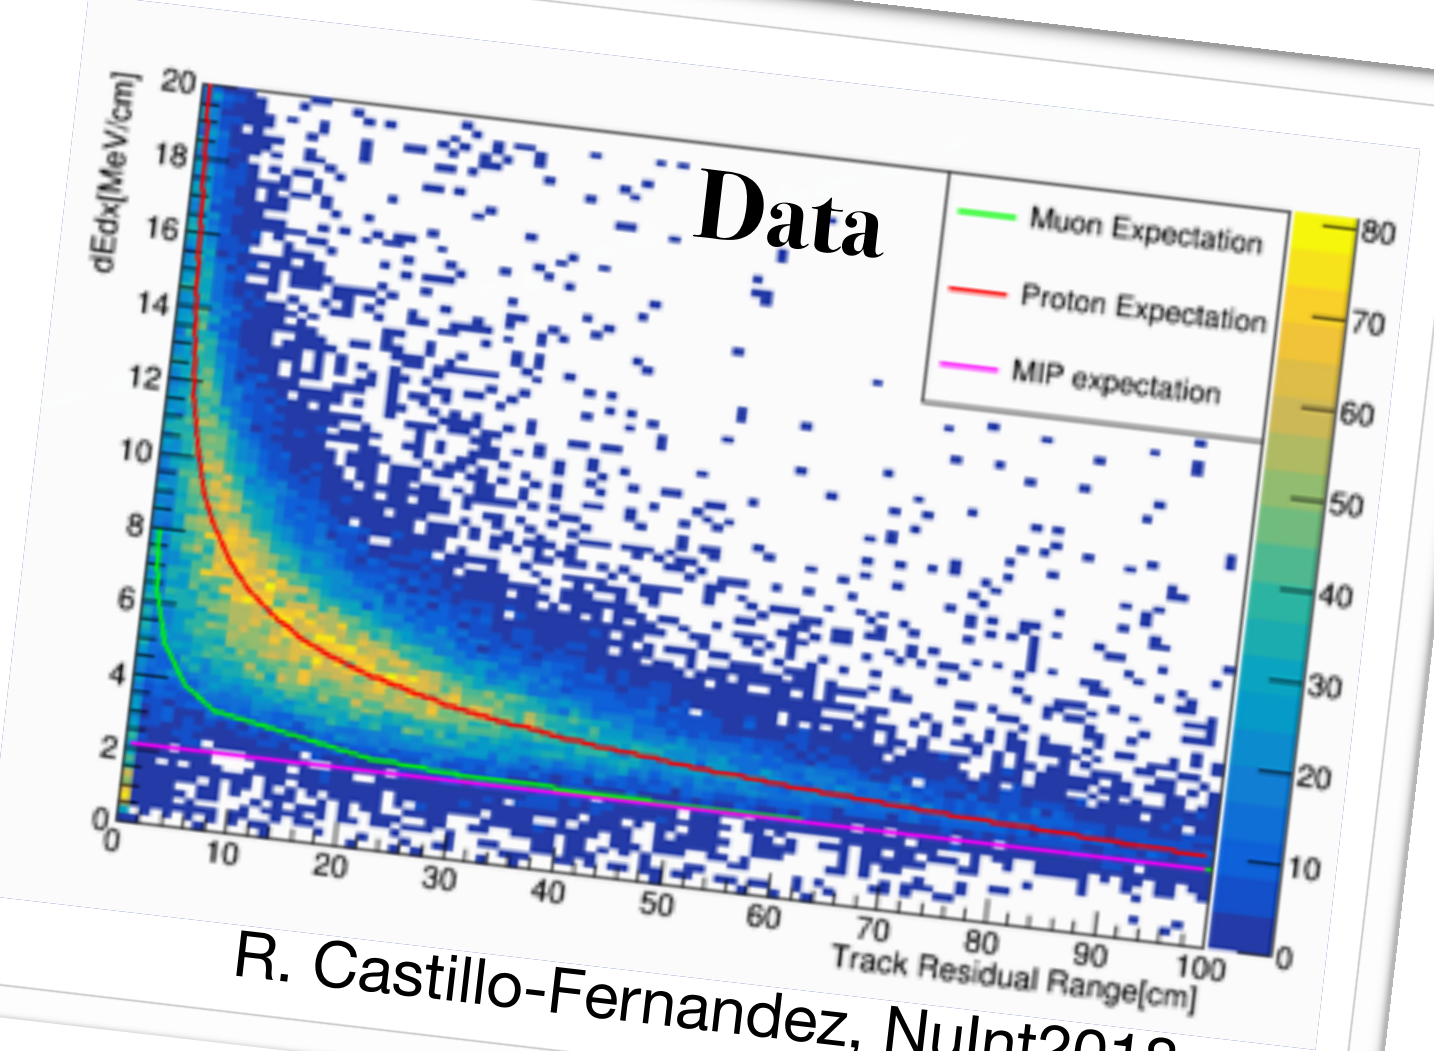 dEdx[MeV/cm]
20
18
16
14
12
10
8
6
4
2
0
Data
Muon Expectation
Proton Expectation
MIP expectation
80
70
60
50
40
30
20
10
0
0 10 20 30 40 50 60 70 80 90 100
Track Residual Range[cm]
R. Castillo-Fernandez, NuInt2018